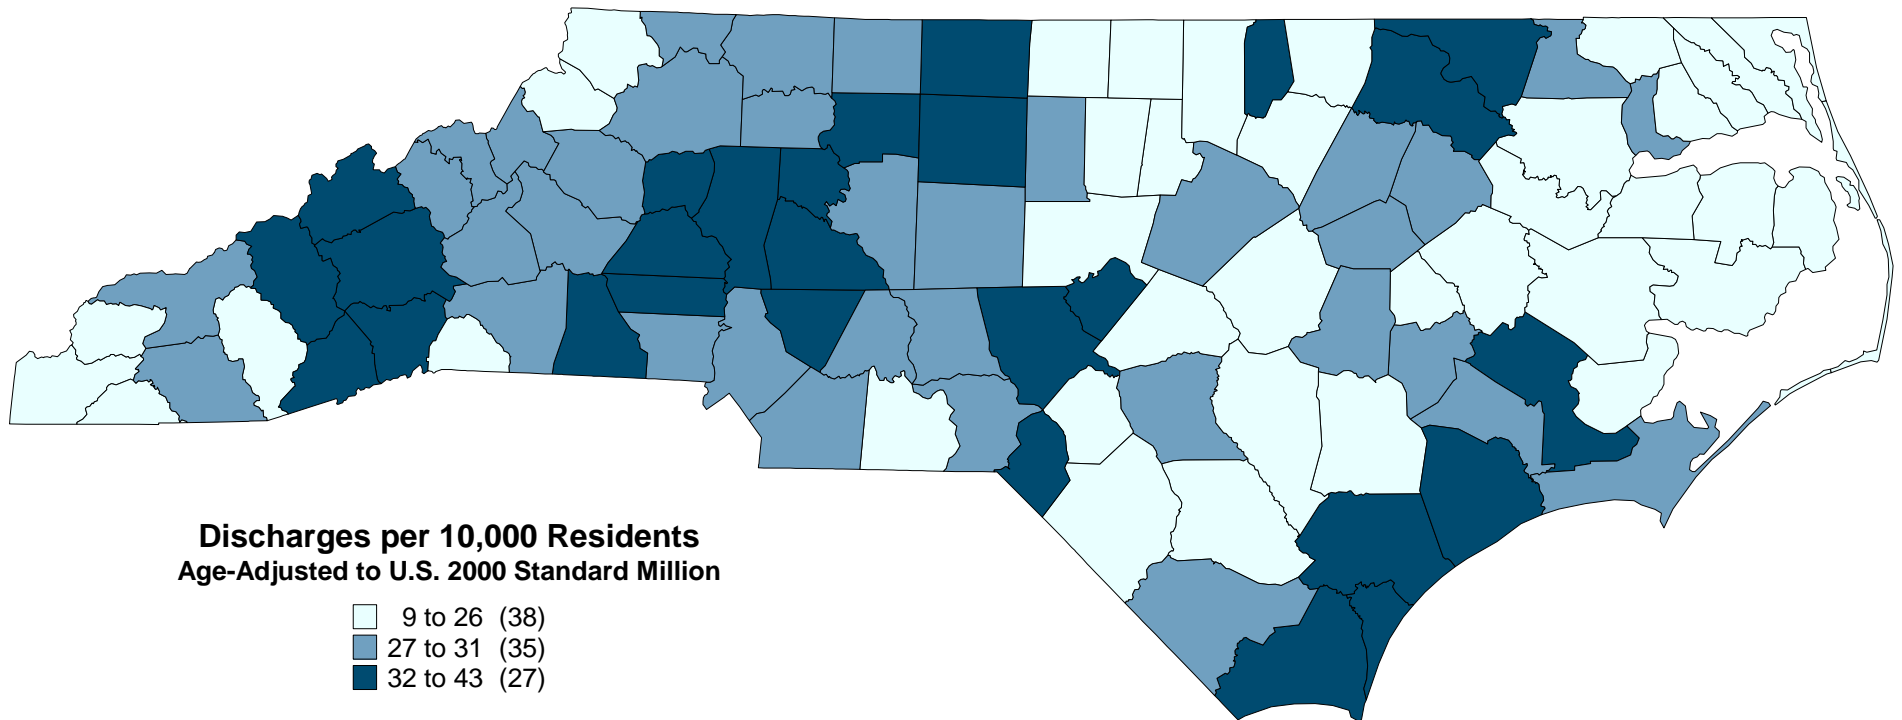 Discharges per 10,000 Residents
Age-Adjusted to U.S. 2000 Standard Million
9 to 26 (38)
27 to 31 (35)
32 to 43 (27)